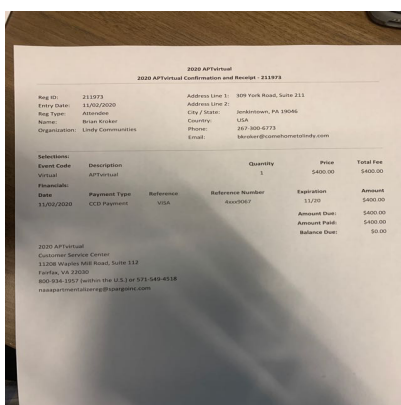 2020 APTvirtual
2020 APTvirtual Confirmation and Receipt - 211973
Reg ID: 211973 Address Line 1: 309 York Road, Suite 211
Entry Date: 11/02/2020 Address Line 2:
Reg Type: Attendee City / State: Jenkintown, PA 19046
Name: Brian Kroker Country: USA
Organization: Lindy Communities Phone: 267-300-6773
Email: bkroker@comehometolindy.com
Selections:
Event Code Description Quantity Price Total Fee
Virtual APTvirtual 1 $400.00 $400.00
Financials:
Date Payment Type Reference Reference Number Expiration Amount
11/02/2020 CCD Payment VISA 4xxx9067 11/20 $400.00
Amount Due: $400.00
Amount Paid: $400.00
Balance Due: $0.00
2020 APTvirtual
Customer Service Center
11208 Waples Mill Road, Suite 112
Fairfax, VA 22030
800-934-1957 (within the U.S.) or 571-549-4518
naaapartmentalizereg@spargoinc.com